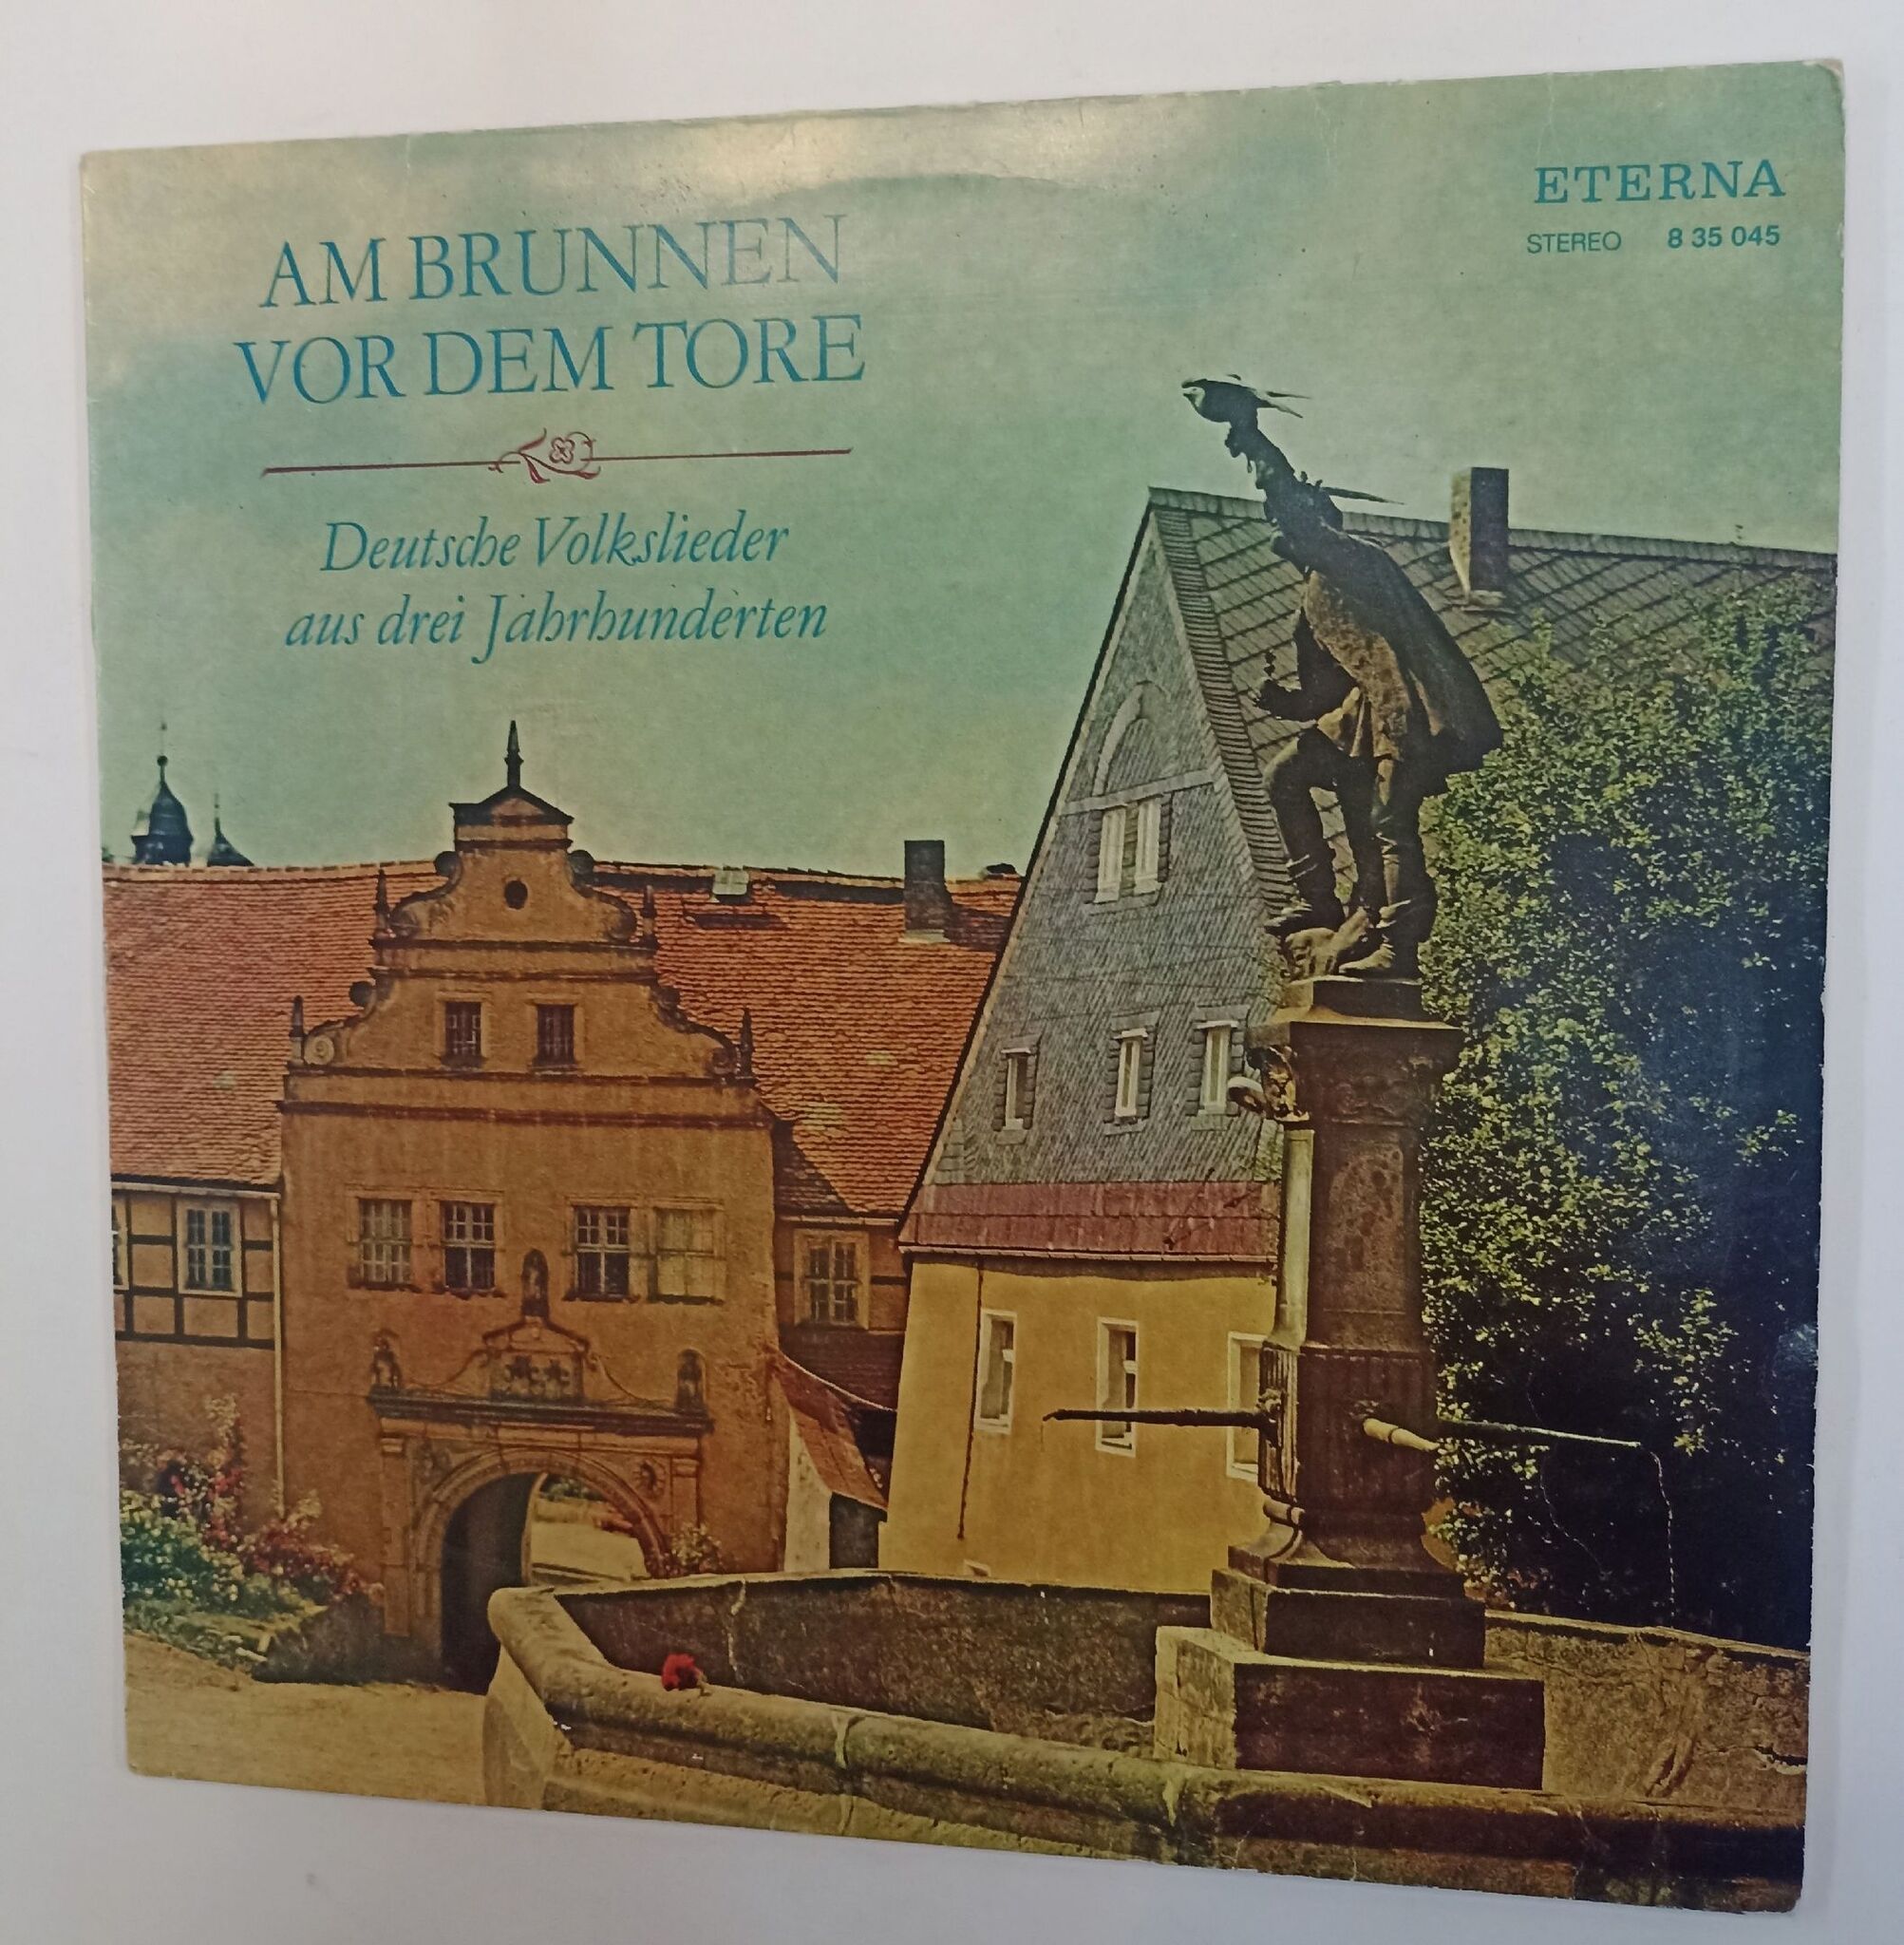 AM BRUNNEN
VOR DEM TORE
Deutsche Volkslieder
aus drei Jahrhunderten
ETERNA
STEREO 8 35 045